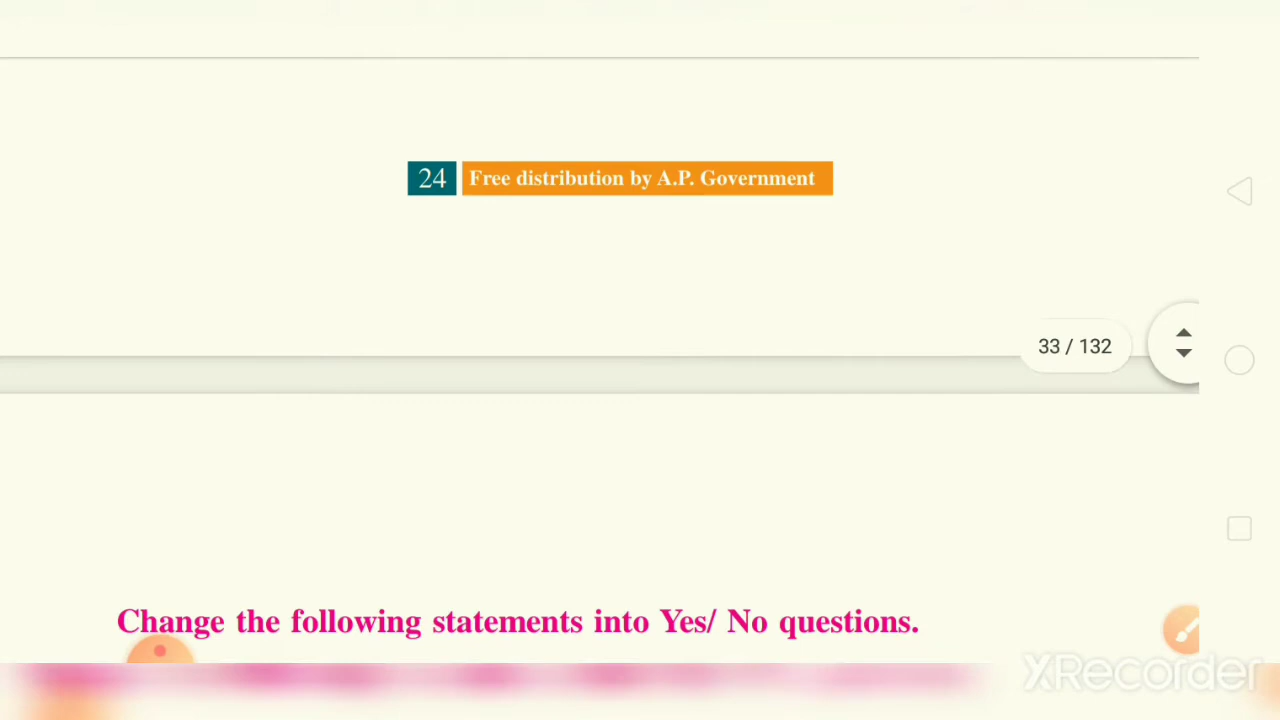 24 Free distribution by A.P. Government
33 / 132
Change the following statements into Yes/ No questions.
XRecorder